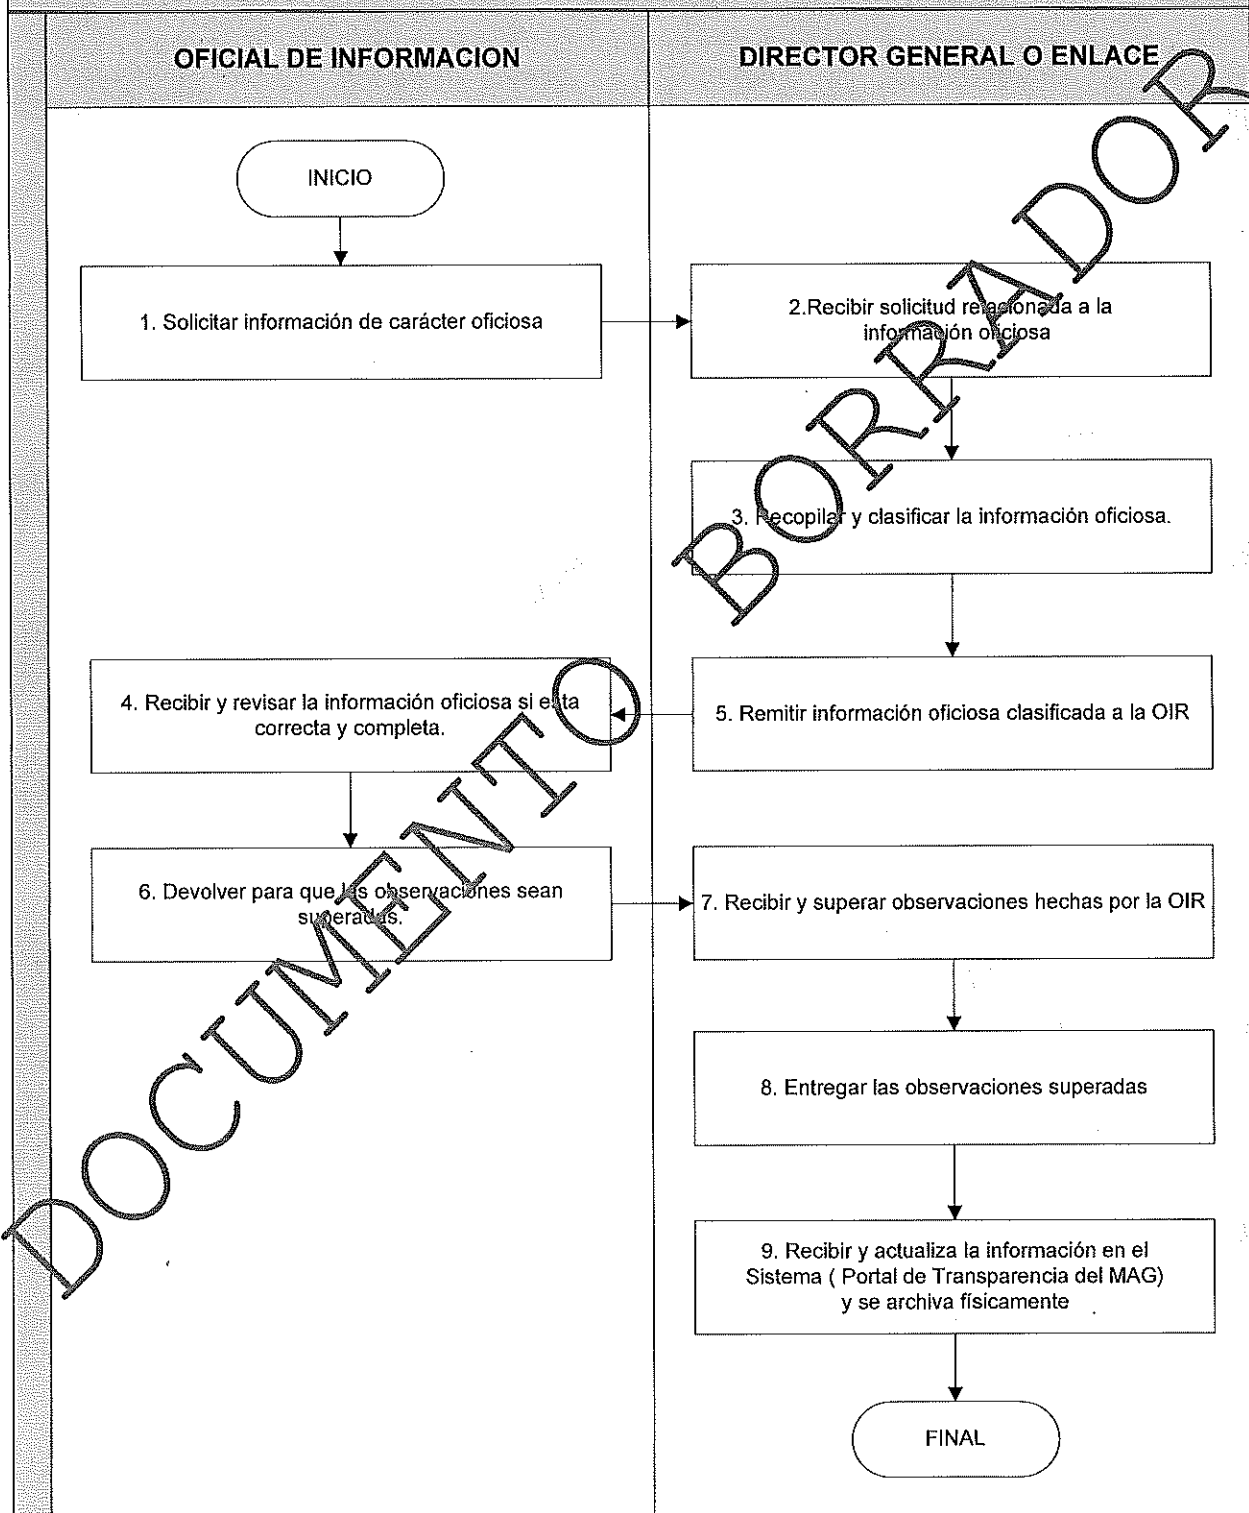 OFICIAL DE INFORMACION
DIRECTOR GENERAL O ENLACE
INICIO
1. Solicitar información de carácter oficiosa
2.Recibir solicitud relacionada a la
información oficiosa
3. Recopilar y clasificar la información oficiosa.
4. Recibir y revisar la información oficiosa si esta
correcta y completa.
5. Remitir información oficiosa clasificada a la OIR
6. Devolver para que las observaciones sean
superadas.
7. Recibir y superar observaciones hechas por la OIR
8. Entregar las observaciones superadas
9. Recibir y actualiza la información en el
Sistema ( Portal de Transparencia del MAG)
y se archiva físicamente
FINAL
DOCUMENTO BORRADOR